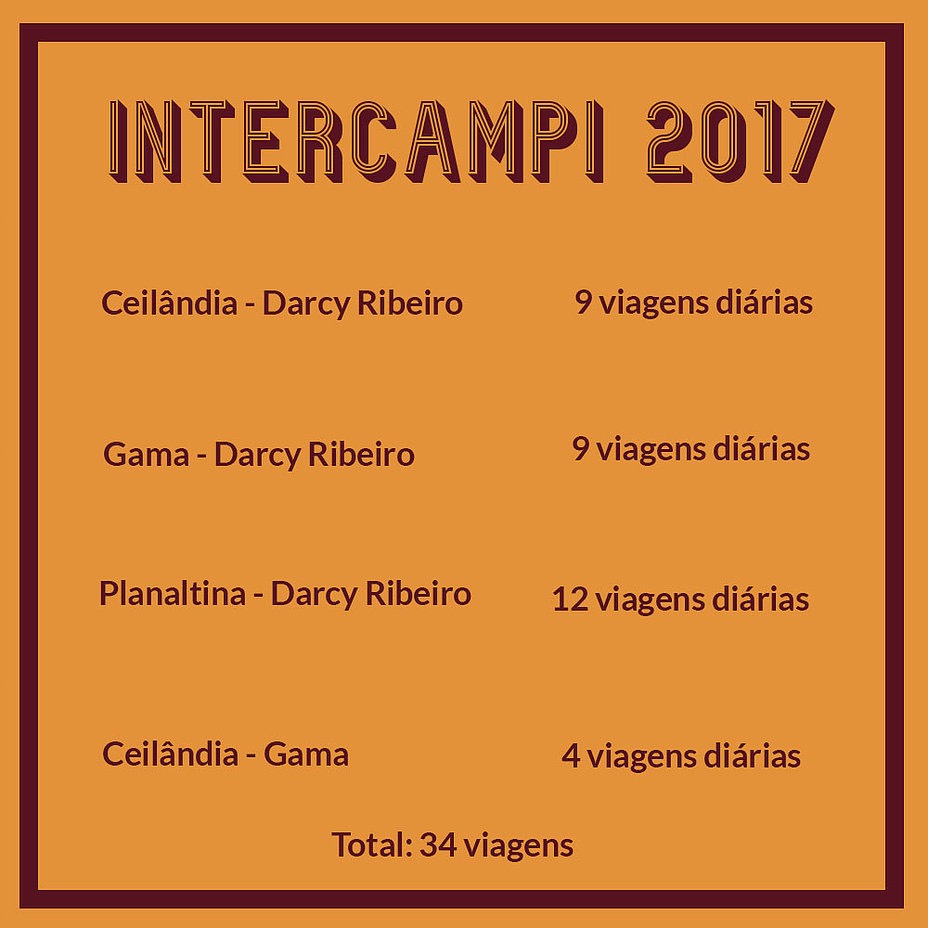 INTERCAMPI 2017
Ceilândia - Darcy Ribeiro 9 viagens diárias
Gama - Darcy Ribeiro 9 viagens diárias
Planaltina - Darcy Ribeiro 12 viagens diárias
Ceilândia - Gama 4 viagens diárias
Total: 34 viagens